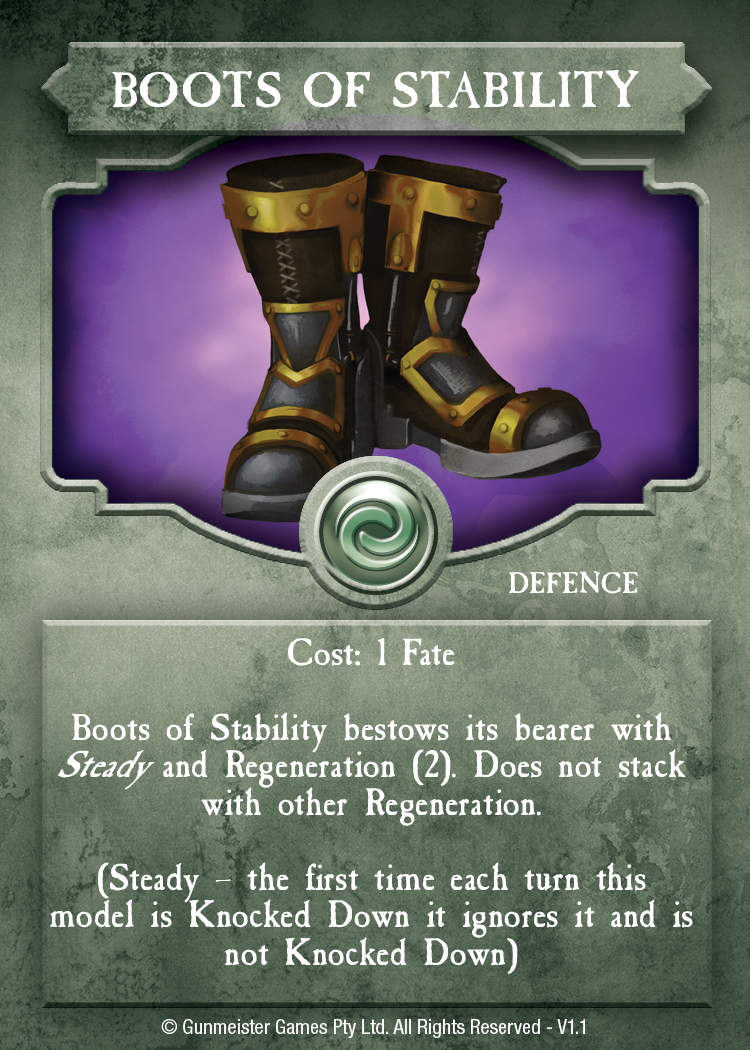 BOOTS OF STABILITY
DEFENCE
Cost: 1 Fate
Boots of Stability bestows its bearer with
Steady and Regeneration (2). Does not stack
with other Regeneration.
(Steady – the first time each turn this
model is Knocked Down it ignores it and is
not Knocked Down)
© Gunmeister Games Pty Ltd. All Rights Reserved - V1.1